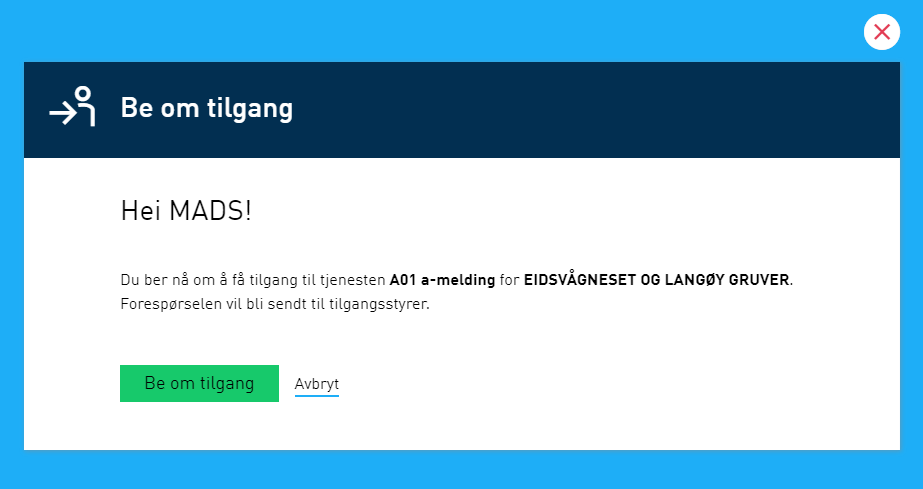 Be om tilgang
Hei MADS!
Du ber nå om å få tilgang til tjenesten A01 a-melding for EIDSVÅGNESET OG LANGØY GRUVER.
Forespørselen vil bli sendt til tilgangsstyrer.
Be om tilgang Avbryt